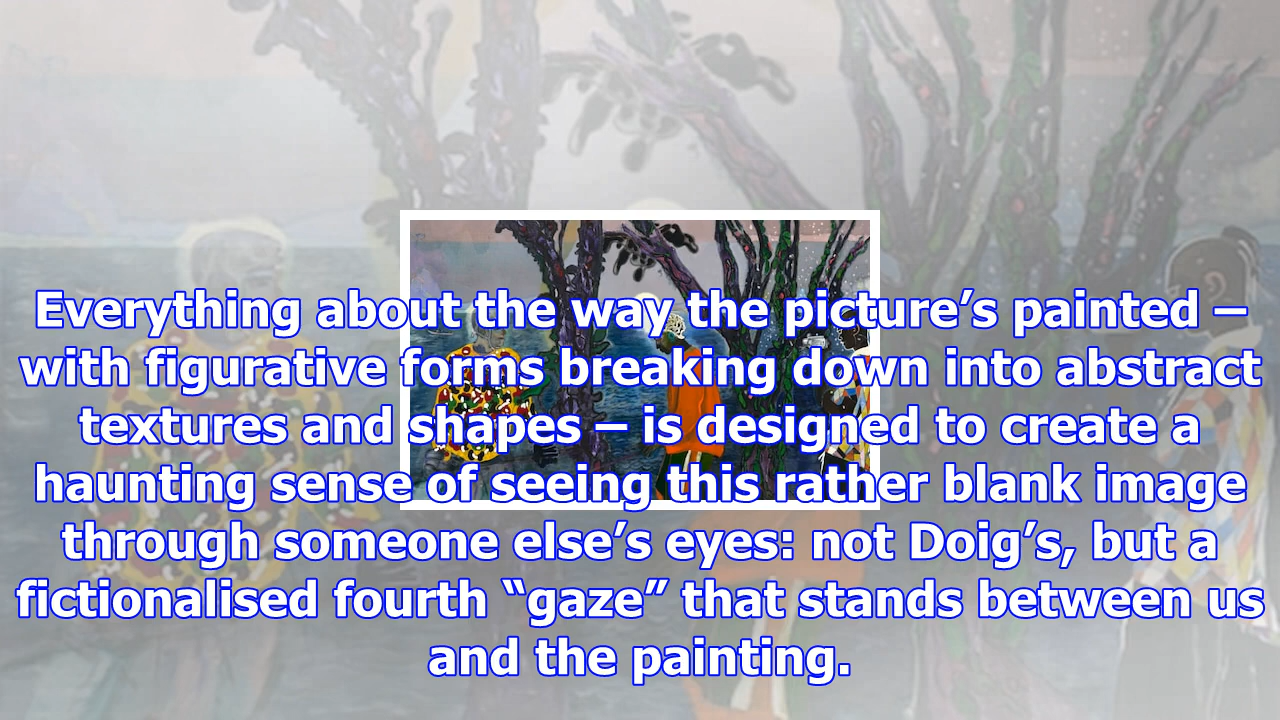 Everything about the way the picture’s painted –
with figurative forms breaking down into abstract
textures and shapes – is designed to create a
haunting sense of seeing this rather blank image
through someone else’s eyes: not Doig’s, but a
fictionalised fourth “gaze” that stands between us
and the painting.